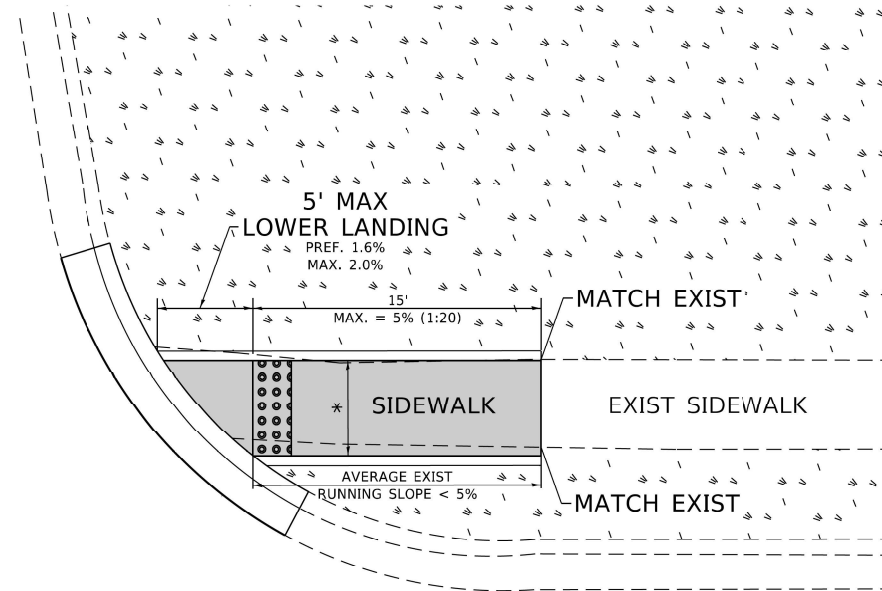 5' MAX
LOWER LANDING
PREF. 1.6%
MAX. 2.0%
15'
MAX. = 5% (1:20)
MATCH EXIST
* SIDEWALK
EXIST SIDEWALK
AVERAGE EXIST
RUNNING SLOPE < 5%
MATCH EXIST